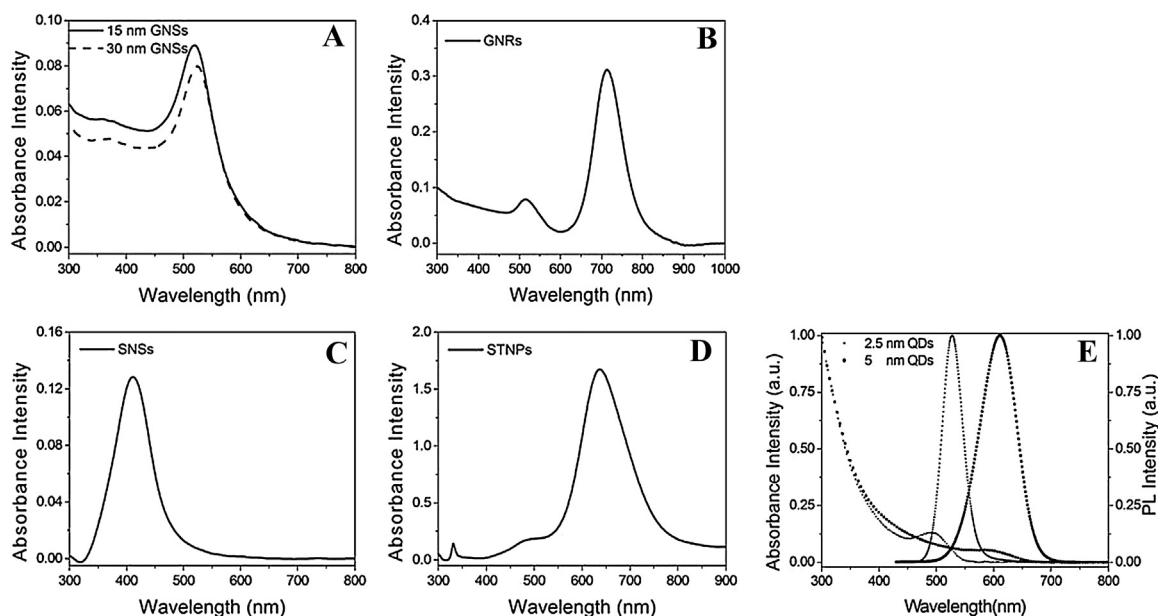 A
15 nm GNSs
30 nm GNSs
Absorbance Intensity
0.10
0.08
0.06
0.04
0.02
0.00
300 400 500 600 700 800
Wavelength (nm)
B
GNRs
Absorbance Intensity
0.4
0.3
0.2
0.1
0.0
300 400 500 600 700 800 900 1000
Wavelength (nm)
C
SNSs
Absorbance Intensity
0.16
0.12
0.08
0.04
0.00
300 400 500 600 700 800
Wavelength (nm)
D
STNPs
Absorbance Intensity
2.0
1.5
1.0
0.5
0.0
300 400 500 600 700 800 900
Wavelength (nm)
E
2.5 nm QDs
5 nm QDs
Absorbance Intensity (a.u.)
1.00
0.75
0.50
0.25
0.00
300 400 500 600 700 800
Wavelength(nm)
1.00
0.75
0.50
0.25
0.00
PL Intensity (a.u.)